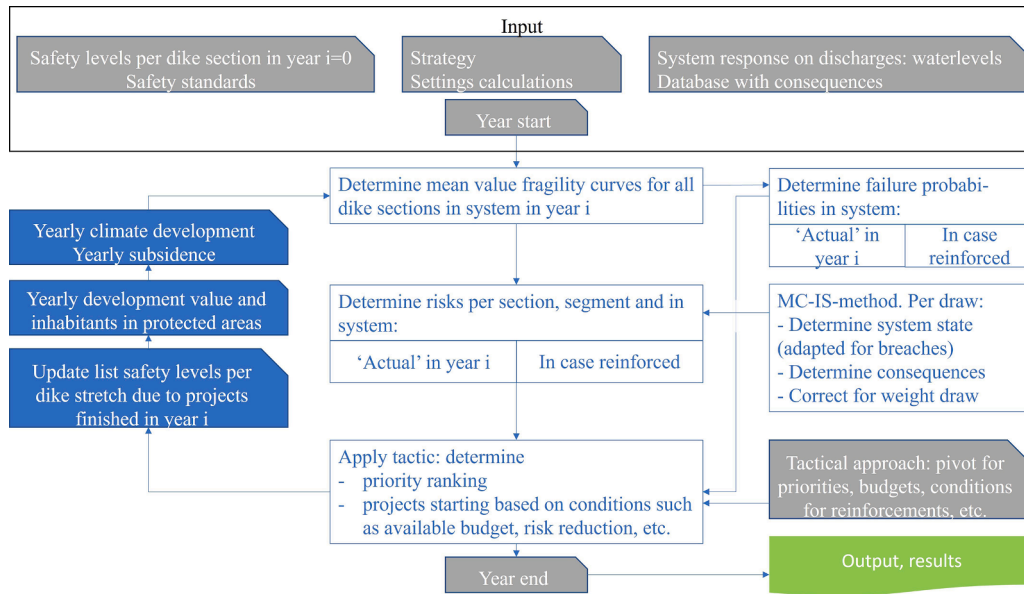 Input
Safety levels per dike section in year i=0
Safety standards
Strategy
Settings calculations
System response on discharges: waterlevels
Database with consequences
Year start
Determine mean value fragility curves for all
dike sections in system in year i
Determine failure probabi-
lities in system:
‘Actual’ in
year i
In case
reinforced
Yearly climate development
Yearly subsidence
Yearly development value and
inhabitants in protected areas
Update list safety levels per
dike stretch due to projects
finished in year i
Determine risks per section, segment and in
system:
‘Actual’ in year i
In case reinforced
MC-IS-method. Per draw:
- Determine system state
(adapted for breaches)
- Determine consequences
- Correct for weight draw
Apply tactic: determine
- priority ranking
- projects starting based on conditions such
as available budget, risk reduction, etc.
Tactical approach: pivot for
priorities, budgets, conditions
for reinforcements, etc.
Year end
Output, results